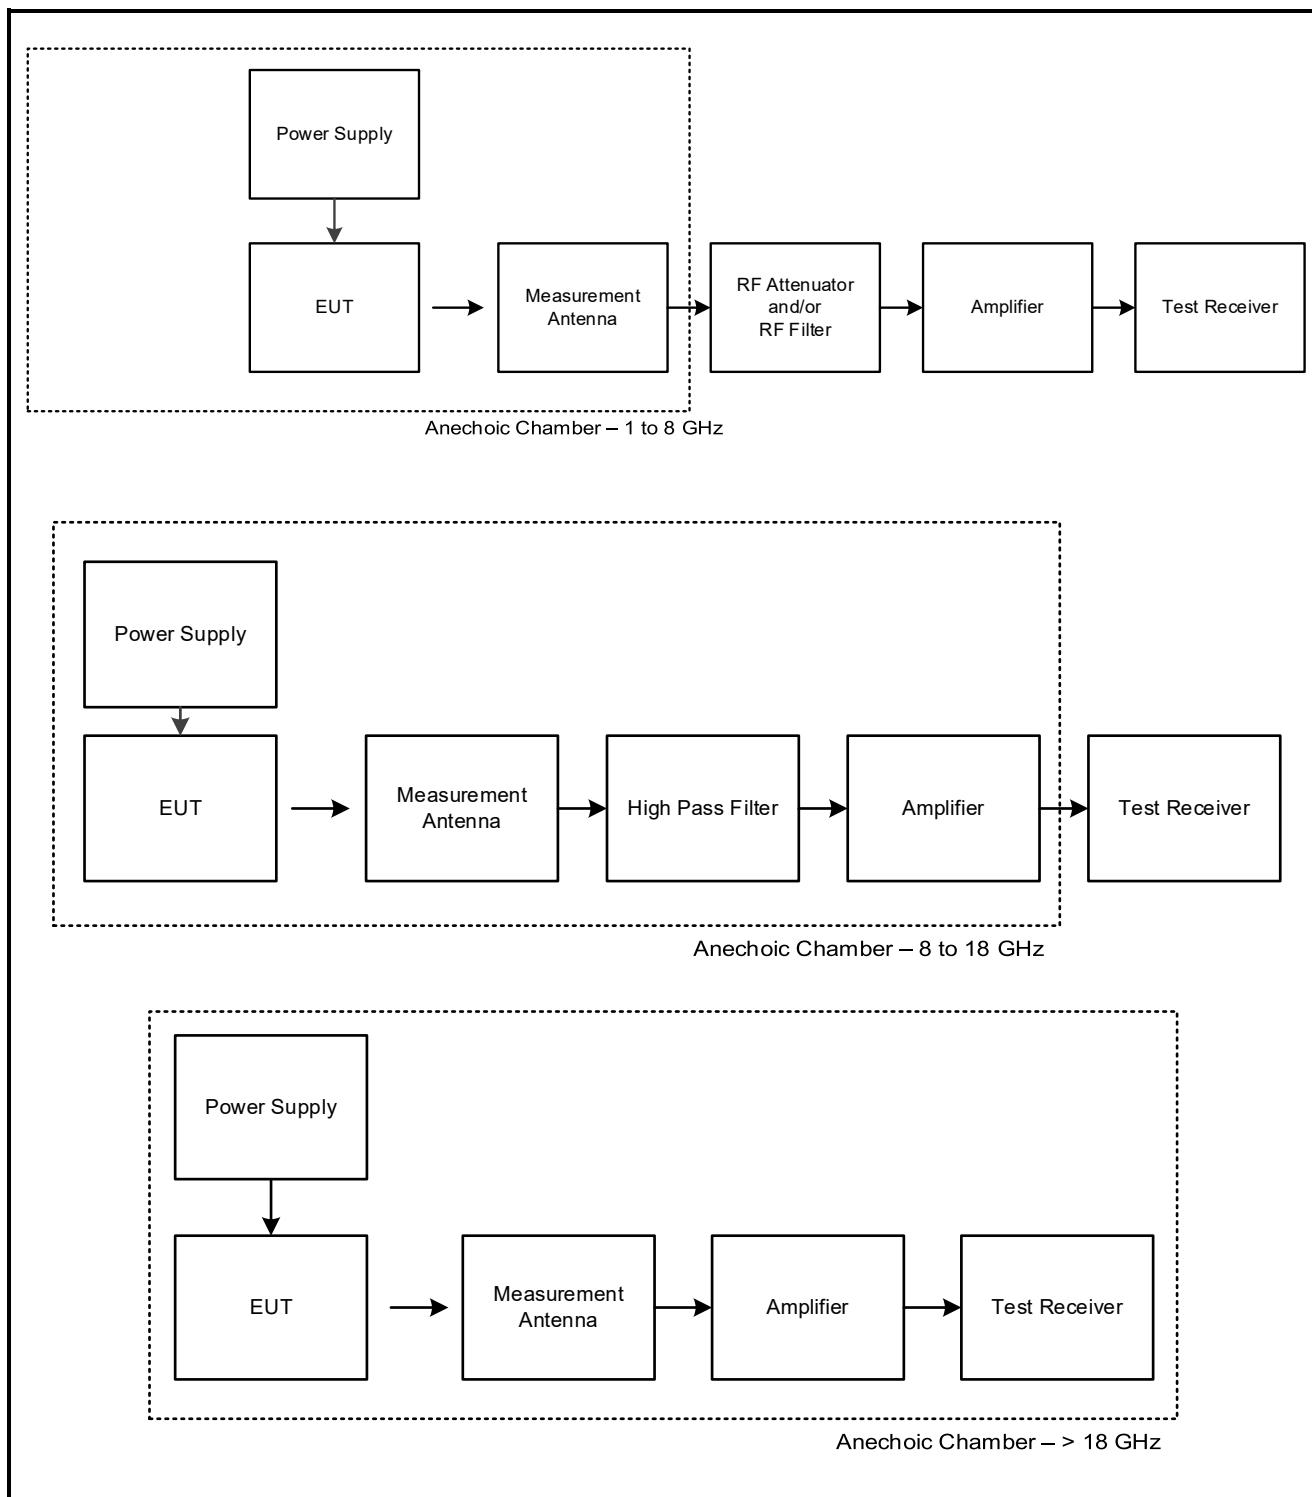 Power Supply
EUT
Measurement
Antenna
RF Attenuator
and/or
RF Filter
Amplifier
Test Receiver
Anechoic Chamber – 1 to 8 GHz
Power Supply
EUT
Measurement
Antenna
High Pass Filter
Amplifier
Test Receiver
Anechoic Chamber – 8 to 18 GHz
Power Supply
EUT
Measurement
Antenna
Amplifier
Test Receiver
Anechoic Chamber – > 18 GHz